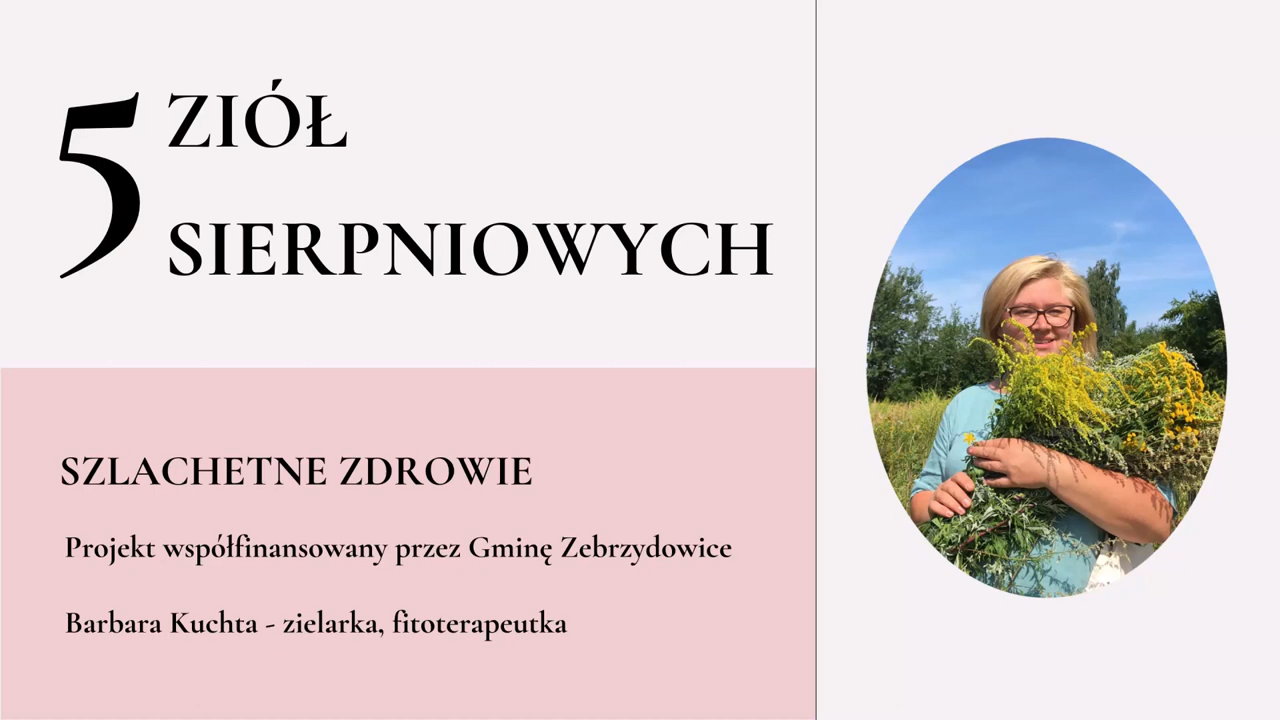 5 ZIÓŁ
SIERPNIOWYCH
SZLACHETNE ZDROWIE
Projekt współfinansowany przez Gminę Zebrzydowice
Barbara Kuchta - zielarka, fitoterapeutka